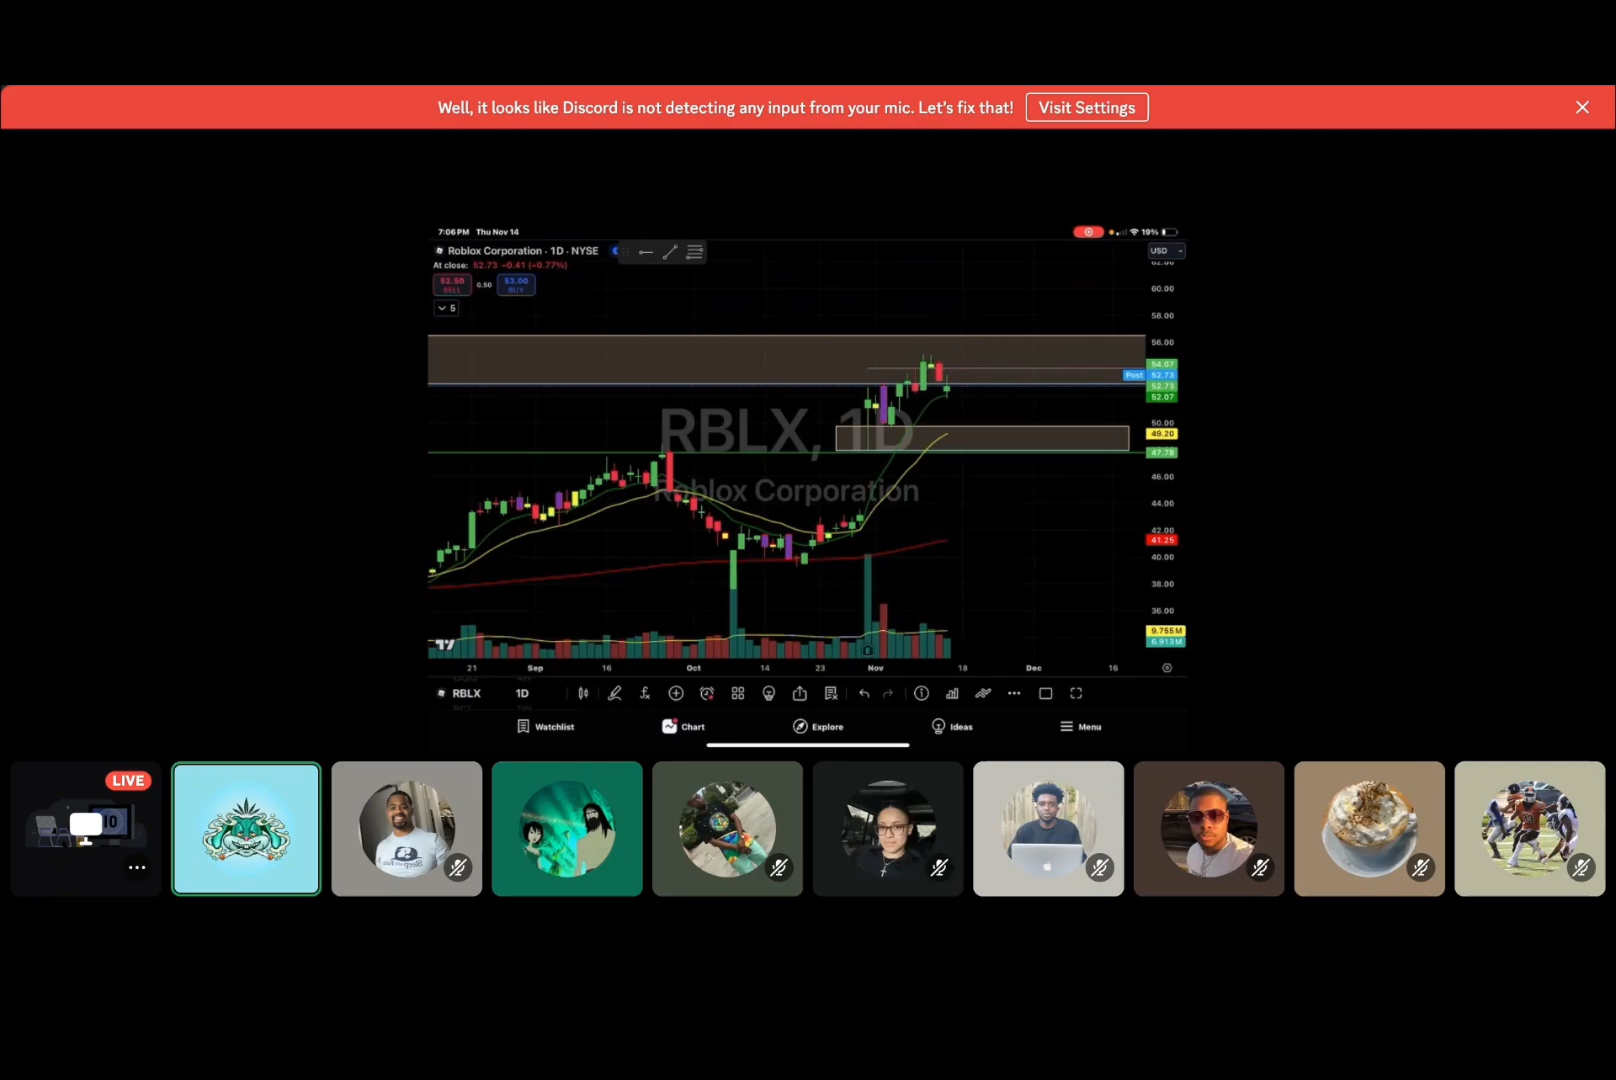 Well, it looks like Discord is not detecting any input from your mic. Let's fix that! Visit Settings
7:06 PM Thu Nov 14
19%
Roblox Corporation · 1D · NYSE
USD
At close: 52.73 −0.41 (−0.77%)
52.50 SELL 0.50 53.00 BUY
5
62.00
60.00
58.00
56.00
54.07
Post 52.73
52.73
52.07
50.00
49.20
47.78
46.00
44.00
42.00
41.25
40.00
38.00
36.00
9.755M
6.913M
RBLX, 1D
Roblox Corporation
21 Sep 16 Oct 14 23 Nov 18 Dec 16
RBLX 1D
Watchlist Chart Explore Ideas Menu
LIVE